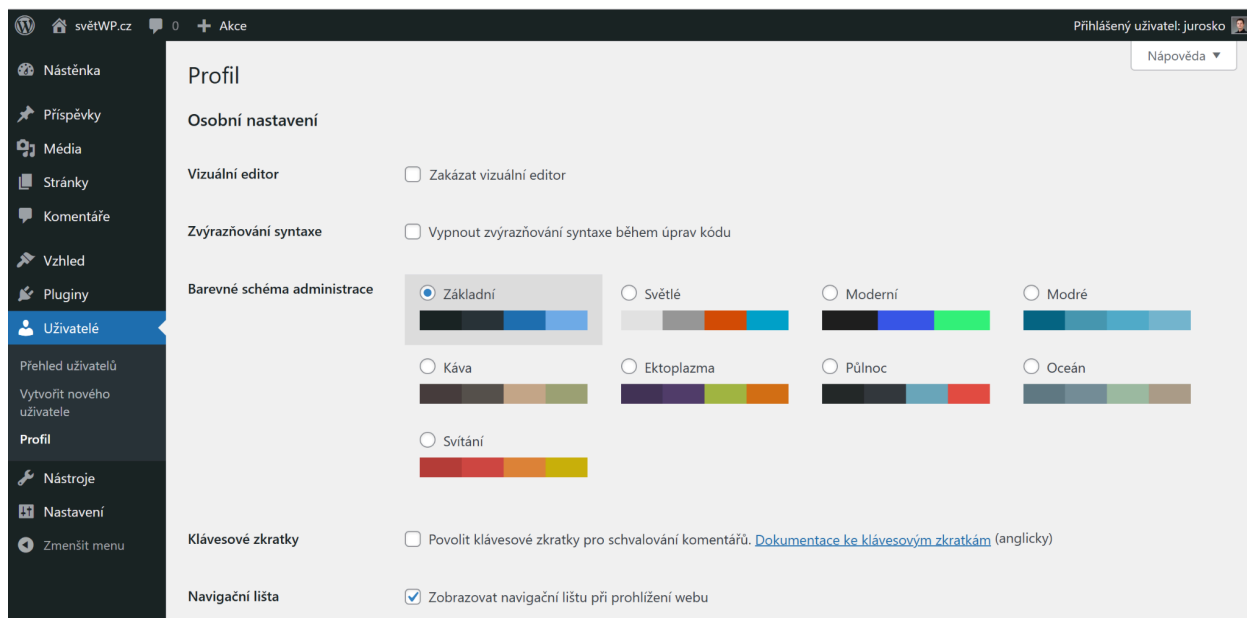 světWP.cz 0 + Akce Přihlášený uživatel: jurosko
Nápověda ▼
Nástěnka
Příspěvky
Média
Stránky
Komentáře
Vzhled
Pluginy
Uživatelé
Přehled uživatelů
Vytvořit nového
uživatele
Profil
Nástroje
Nastavení
Zmenšit menu
Profil
Osobní nastavení
Vizuální editor Zakázat vizuální editor
Zvýrazňování syntaxe Vypnout zvýrazňování syntaxe během úprav kódu
Barevné schéma administrace Základní Světlé Moderní Modré
Káva Ektoplazma Půlnoc Oceán
Svítání
Klávesové zkratky Povolit klávesové zkratky pro schvalování komentářů. Dokumentace ke klávesovým zkratkám (anglicky)
Navigační lišta Zobrazovat navigační lištu při prohlížení webu